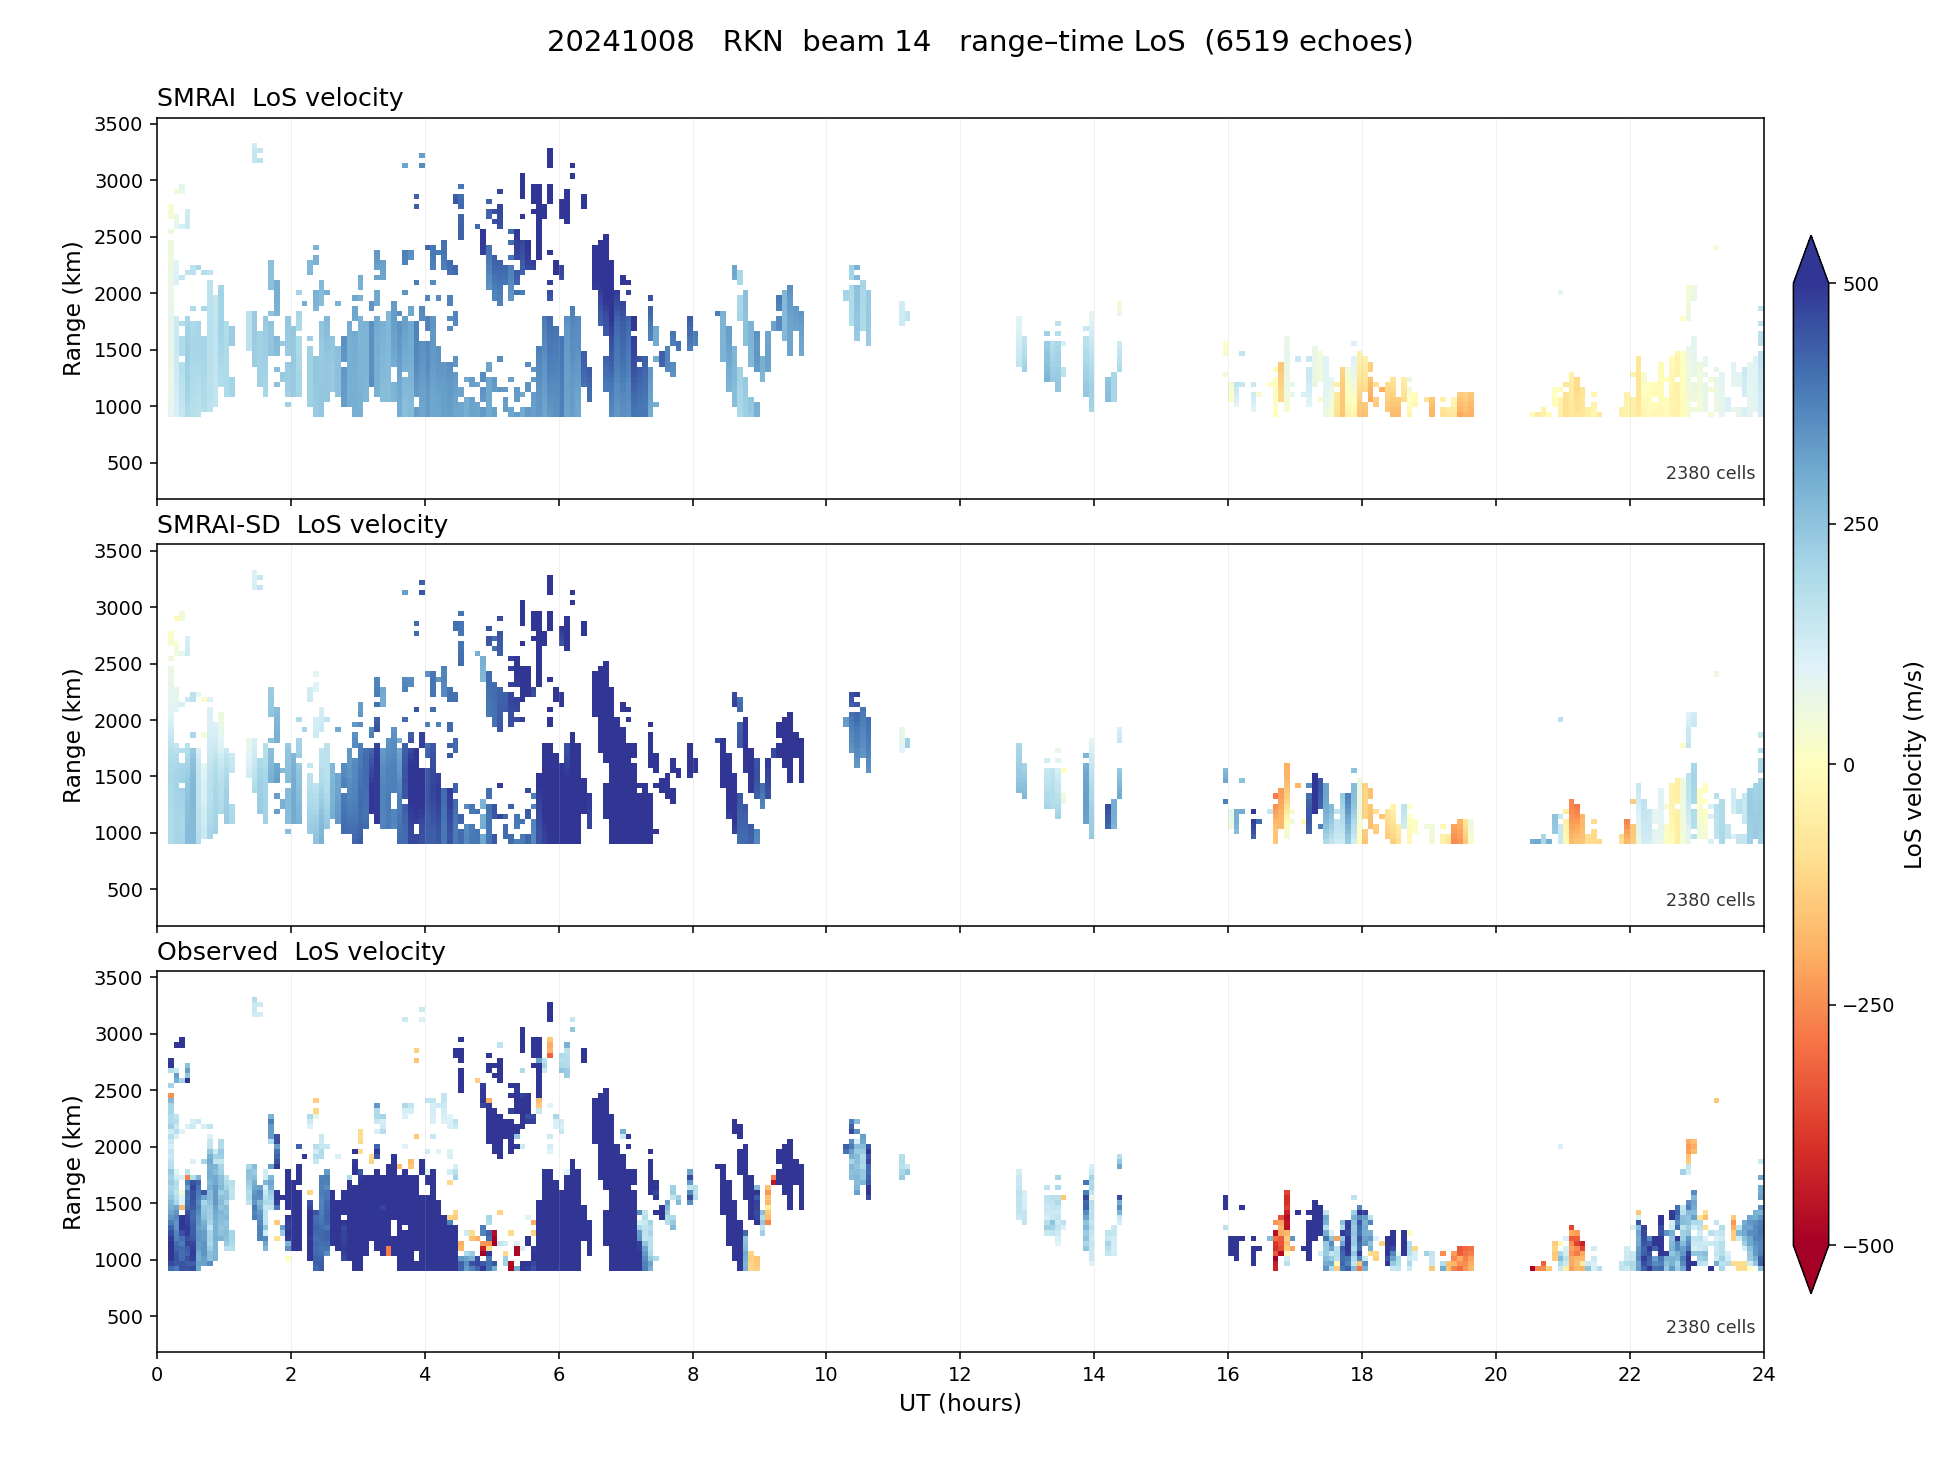 20241008   RKN  beam 14   range–time LoS  (6519 echoes)
SMRAI  LoS velocity
3500
3000
2500
2000
1500
1000
500
Range (km)
2380 cells
SMRAI-SD  LoS velocity
3500
3000
2500
2000
1500
1000
500
Range (km)
2380 cells
Observed  LoS velocity
3500
3000
2500
2000
1500
1000
500
Range (km)
2380 cells
0 2 4 6 8 10 12 14 16 18 20 22 24
UT (hours)
500
250
0
−250
−500
LoS velocity (m/s)